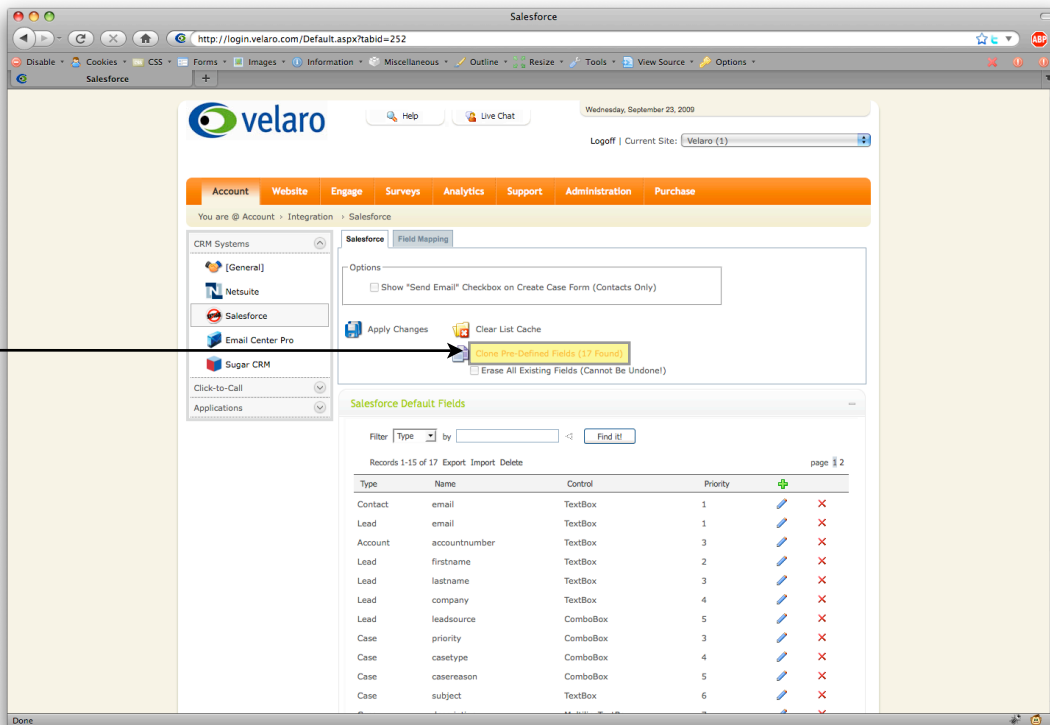 Salesforce
http://login.velaro.com/Default.aspx?tabid=252
ABP
Disable Cookies CSS Forms Images Information Miscellaneous Outline Resize Tools View Source Options
Salesforce
velaro
Help
Live Chat
Wednesday, September 23, 2009
Logoff | Current Site: Velaro (1)
Account Website Engage Surveys Analytics Support Administration Purchase
You are @ Account › Integration › Salesforce
CRM Systems
[General]
Netsuite
Salesforce
Email Center Pro
Sugar CRM
Click-to-Call
Applications
Salesforce Field Mapping
Options
Show "Send Email" Checkbox on Create Case Form (Contacts Only)
Apply Changes
Clear List Cache
Clone Pre-Defined Fields (17 Found)
Erase All Existing Fields (Cannot Be Undone!)
Salesforce Default Fields
Filter Type by Find it!
Records 1-15 of 17 Export Import Delete page 1 2
Type Name Control Priority
Contact email TextBox 1
Lead email TextBox 1
Account accountnumber TextBox 3
Lead firstname TextBox 2
Lead lastname TextBox 3
Lead company TextBox 4
Lead leadsource ComboBox 5
Case priority ComboBox 3
Case casetype ComboBox 4
Case casereason ComboBox 5
Case subject TextBox 6
Done